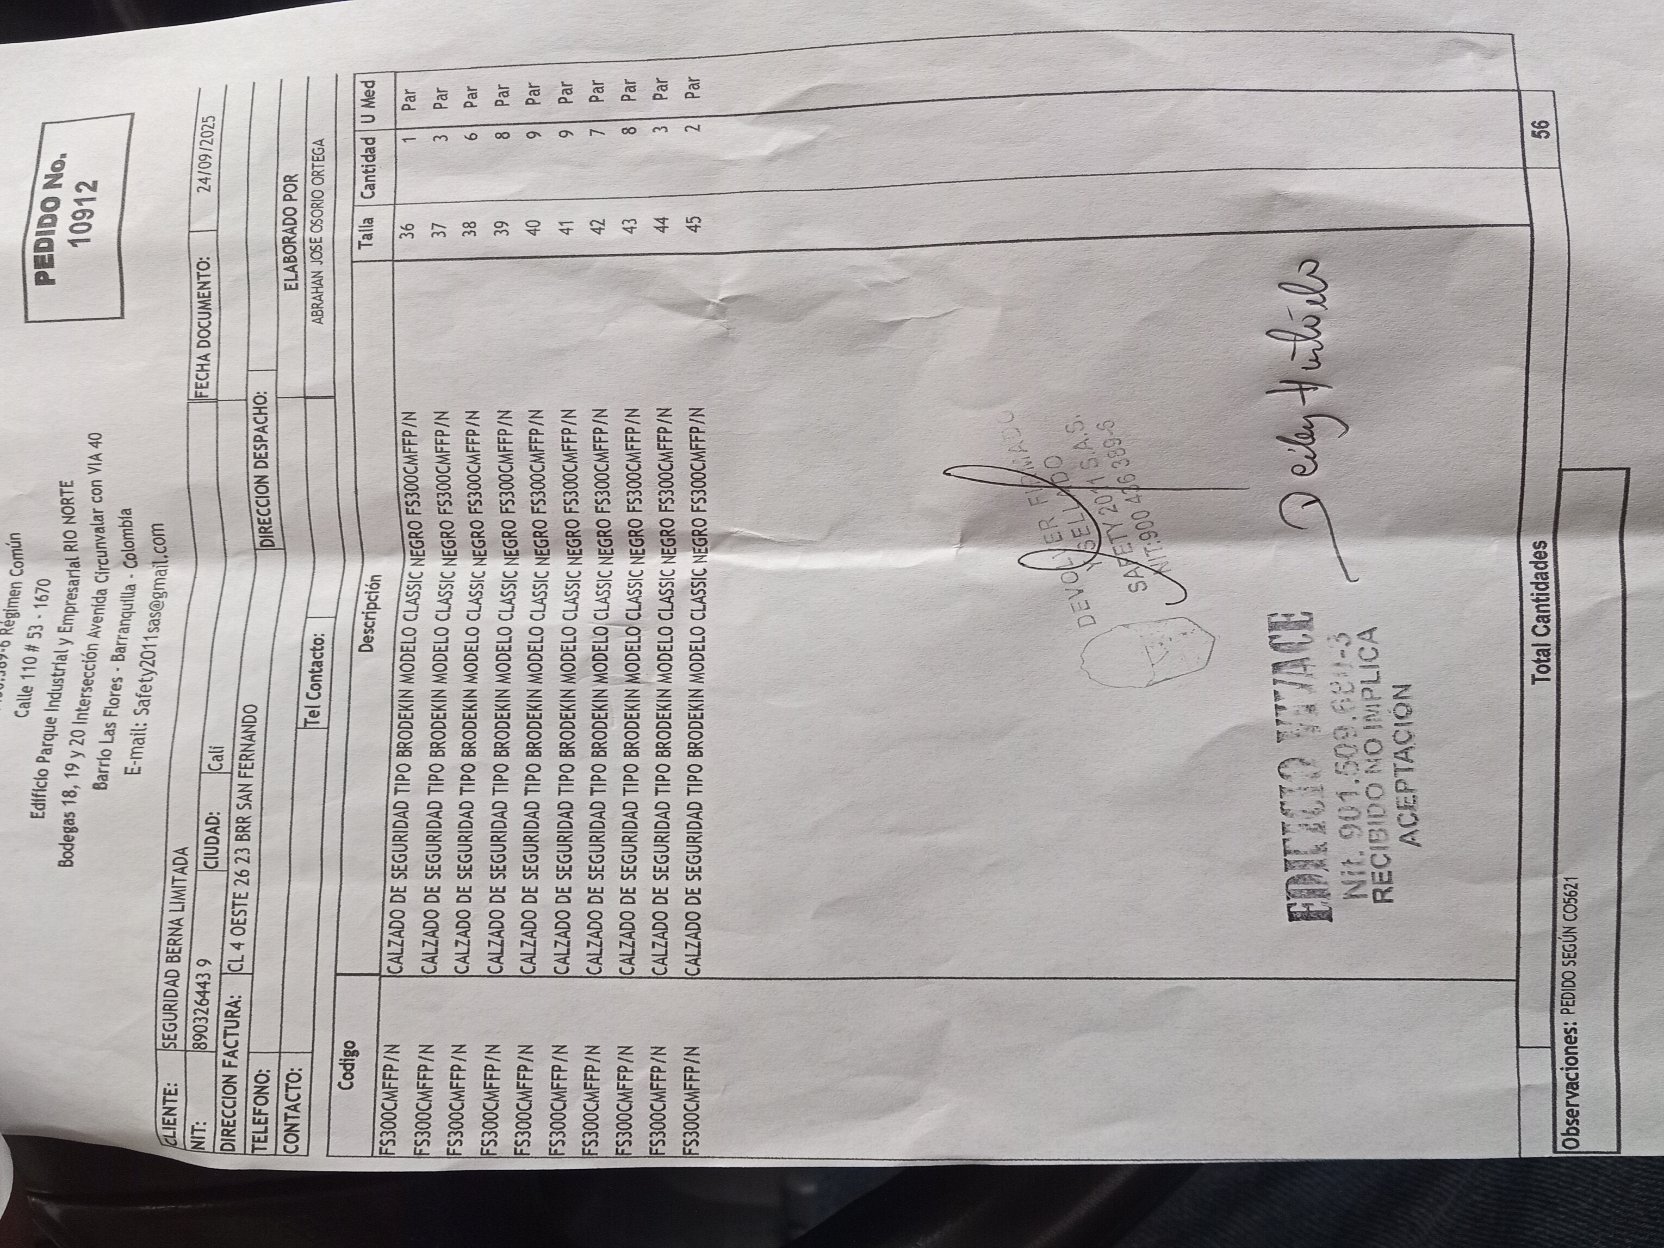 Régimen Común
Calle 110 # 53 - 1670
Edificio Parque Industrial y Empresarial RIO NORTE
Bodegas 18, 19 y 20 Intersección Avenida Circunvalar con VIA 40
Barrio Las Flores - Barranquilla - Colombia
E-mail: Safety2011sas@gmail.com
PEDIDO No.
10912
CLIENTE: SEGURIDAD BERNA LIMITADA
NIT: 890326443 9 CIUDAD: Cali FECHA DOCUMENTO: 24/09/2025
DIRECCION FACTURA: CL 4 OESTE 26 23 BRR SAN FERNANDO
TELEFONO: DIRECCION DESPACHO:
CONTACTO: ELABORADO POR
Tel Contacto: ABRAHAN JOSE OSORIO ORTEGA
Codigo Descripción Talla Cantidad U Med
FS300CMFFP/N CALZADO DE SEGURIDAD TIPO BRODEKIN MODELO CLASSIC NEGRO FS300CMFFP/N 36 1 Par
FS300CMFFP/N CALZADO DE SEGURIDAD TIPO BRODEKIN MODELO CLASSIC NEGRO FS300CMFFP/N 37 3 Par
FS300CMFFP/N CALZADO DE SEGURIDAD TIPO BRODEKIN MODELO CLASSIC NEGRO FS300CMFFP/N 38 6 Par
FS300CMFFP/N CALZADO DE SEGURIDAD TIPO BRODEKIN MODELO CLASSIC NEGRO FS300CMFFP/N 39 8 Par
FS300CMFFP/N CALZADO DE SEGURIDAD TIPO BRODEKIN MODELO CLASSIC NEGRO FS300CMFFP/N 40 9 Par
FS300CMFFP/N CALZADO DE SEGURIDAD TIPO BRODEKIN MODELO CLASSIC NEGRO FS300CMFFP/N 41 9 Par
FS300CMFFP/N CALZADO DE SEGURIDAD TIPO BRODEKIN MODELO CLASSIC NEGRO FS300CMFFP/N 42 7 Par
FS300CMFFP/N CALZADO DE SEGURIDAD TIPO BRODEKIN MODELO CLASSIC NEGRO FS300CMFFP/N 43 8 Par
FS300CMFFP/N CALZADO DE SEGURIDAD TIPO BRODEKIN MODELO CLASSIC NEGRO FS300CMFFP/N 44 3 Par
FS300CMFFP/N CALZADO DE SEGURIDAD TIPO BRODEKIN MODELO CLASSIC NEGRO FS300CMFFP/N 45 2 Par
DEVOLVER FIRMADO
Y SELLADO
SAFETY 2011 S.A.S.
NIT:900 436 389-6
EDIFICIO
Nit. 901.509.
RECIBIDO NO IMPLICA
ACEPTACIÓN
Total Cantidades 56
Observaciones: PEDIDO SEGÚN CO5621